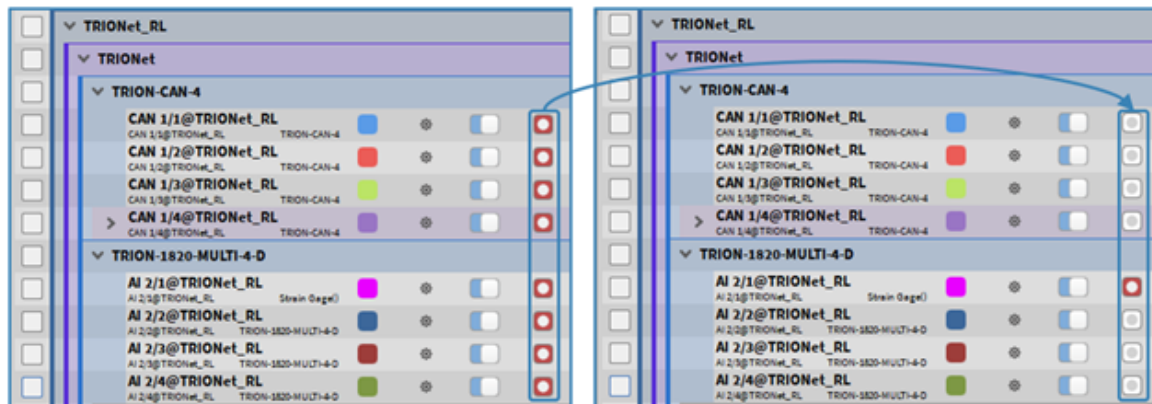 TRIONet_RL
TRIONet
TRION-CAN-4
CAN 1/1@TRIONet_RL
CAN 1/1@TRIONet_RL TRION-CAN-4
CAN 1/2@TRIONet_RL
CAN 1/2@TRIONet_RL TRION-CAN-4
CAN 1/3@TRIONet_RL
CAN 1/3@TRIONet_RL TRION-CAN-4
CAN 1/4@TRIONet_RL
CAN 1/4@TRIONet_RL TRION-CAN-4
TRION-1820-MULTI-4-D
AI 2/1@TRIONet_RL
AI 2/1@TRIONet_RL Strain Gage()
AI 2/2@TRIONet_RL
AI 2/2@TRIONet_RL TRION-1820-MULTI-4-D
AI 2/3@TRIONet_RL
AI 2/3@TRIONet_RL TRION-1820-MULTI-4-D
AI 2/4@TRIONet_RL
AI 2/4@TRIONet_RL TRION-1820-MULTI-4-D
TRIONet_RL
TRIONet
TRION-CAN-4
CAN 1/1@TRIONet_RL
CAN 1/1@TRIONet_RL TRION-CAN-4
CAN 1/2@TRIONet_RL
CAN 1/2@TRIONet_RL TRION-CAN-4
CAN 1/3@TRIONet_RL
CAN 1/3@TRIONet_RL TRION-CAN-4
CAN 1/4@TRIONet_RL
CAN 1/4@TRIONet_RL TRION-CAN-4
TRION-1820-MULTI-4-D
AI 2/1@TRIONet_RL
AI 2/1@TRIONet_RL Strain Gage()
AI 2/2@TRIONet_RL
AI 2/2@TRIONet_RL TRION-1820-MULTI-4-D
AI 2/3@TRIONet_RL
AI 2/3@TRIONet_RL TRION-1820-MULTI-4-D
AI 2/4@TRIONet_RL
AI 2/4@TRIONet_RL TRION-1820-MULTI-4-D